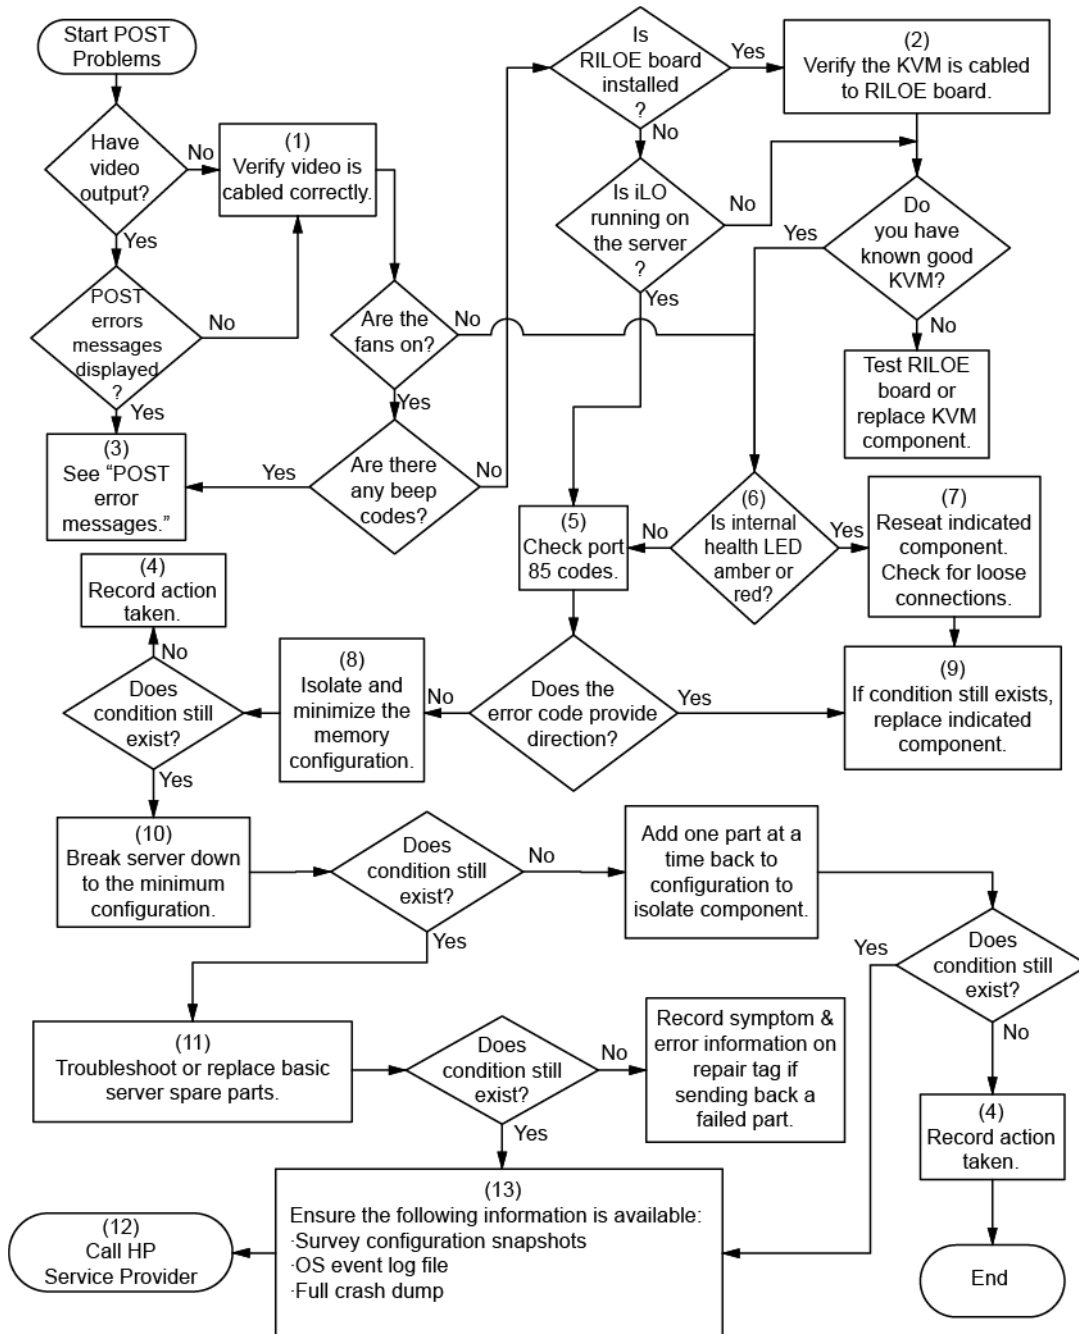 Start POST
Problems
Have
video
output?
No
Yes
(1)
Verify video is
cabled correctly.
POST
errors
messages
displayed
?
No
Yes
(3)
See “POST
error
messages.”
Are the
fans on?
No
Yes
Are there
any beep
codes?
Yes
No
Is
RILOE board
installed
?
Yes
No
(2)
Verify the KVM is cabled
to RILOE board.
Is iLO
running on
the server
?
No
Yes
Do
you have
known good
KVM?
Yes
No
Test RILOE
board or
replace KVM
component.
(5)
Check port
85 codes.
(6)
Is internal
health LED
amber or
red?
No
Yes
(7)
Reseat indicated
component.
Check for loose
connections.
(4)
Record action
taken.
No
Does
condition still
exist?
Yes
(8)
Isolate and
minimize the
memory
configuration.
No
Does the
error code provide
direction?
Yes
(9)
If condition still exists,
replace indicated
component.
(10)
Break server down
to the minimum
configuration.
Does
condition still
exist?
No
Yes
Add one part at a
time back to
configuration to
isolate component.
Does
condition still
exist?
Yes
No
(11)
Troubleshoot or replace basic
server spare parts.
Does
condition still
exist?
No
Yes
Record symptom &
error information on
repair tag if
sending back a
failed part.
(4)
Record action
taken.
(12)
Call HP
Service Provider
(13)
Ensure the following information is available:
·Survey configuration snapshots
·OS event log file
·Full crash dump
End